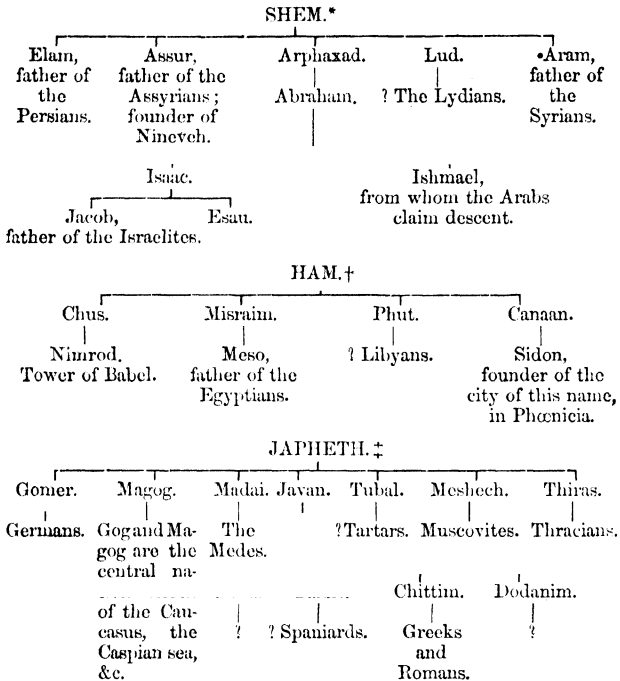 SHEM.*
Elam, Assur, Arphaxad. Lud. •Aram,
father of father of the father of
the Assyrians; Abraham. ? The Lydians. the
Persians. founder of Syrians.
Nineveh.
Isaac. Ishmael,
from whom the Arabs
Jacob, Esau. claim descent.
father of the Israelites.
HAM.†
Chus. Misraim. Phut. Canaan.
Nimrod. Meso, ? Libyans. Sidon,
Tower of Babel. father of the founder of the
Egyptians. city of this name,
in Phœnicia.
JAPHETH.‡
Gomer. Magog. Madai. Javan. Tubal. Meshech. Thiras.
Germans. Gog and Ma- The ? Tartars. Muscovites. Thracians.
gog are the Medes.
central na-
Chittim. Dodanim.
of the Cau-
casus, the ? ? Spaniards. Greeks ?
Caspian sea, and
&c. Romans.